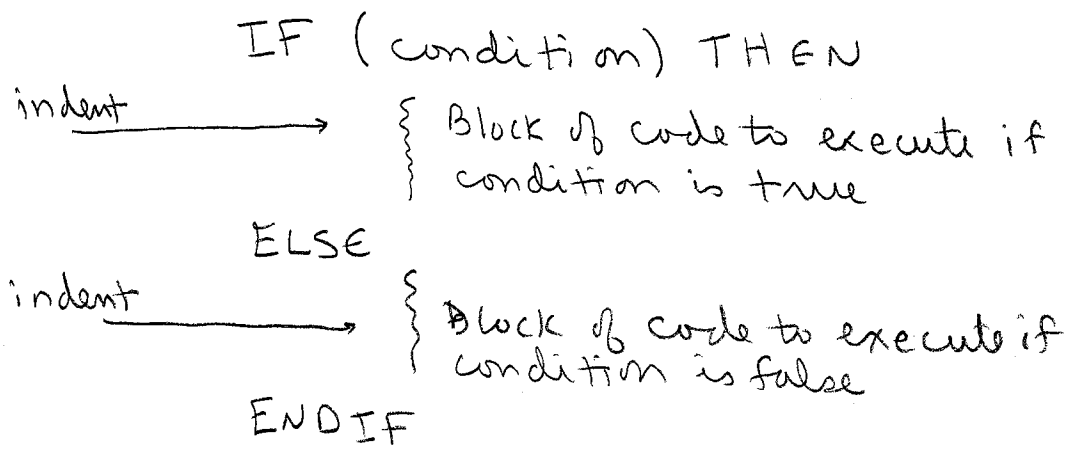 IF (condition) THEN
indent
Block of code to execute if
condition is true
ELSE
indent
Block of code to execute if
condition is false
ENDIF